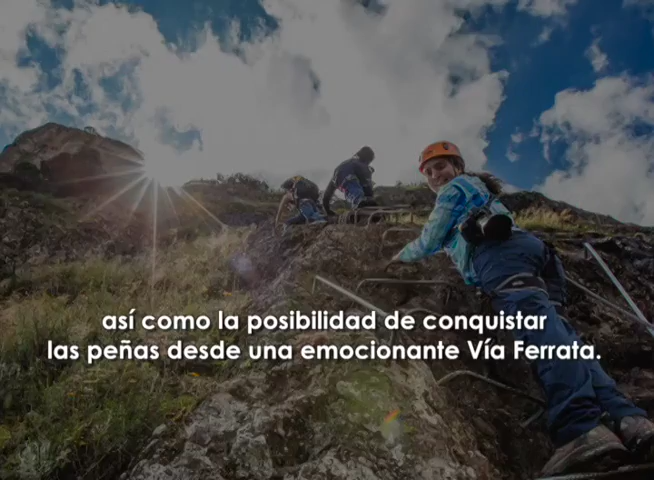 así como la posibilidad de conquistar
las peñas desde una emocionante Vía Ferrata.